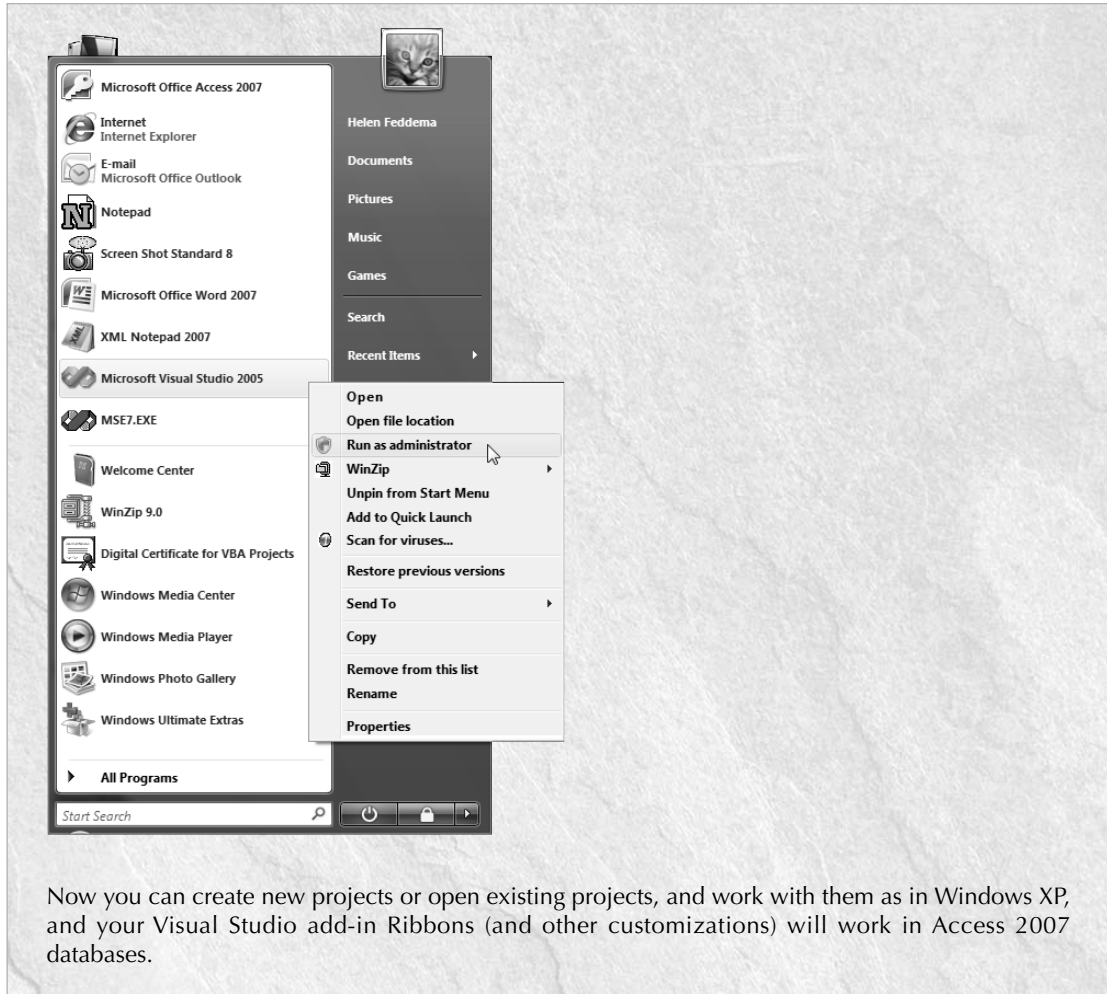 Microsoft Office Access 2007
Internet
Internet Explorer
E-mail
Microsoft Office Outlook
Notepad
Screen Shot Standard 8
Microsoft Office Word 2007
XML Notepad 2007
Microsoft Visual Studio 2005
MSE7.EXE
Welcome Center
WinZip 9.0
Digital Certificate for VBA Projects
Windows Media Center
Windows Media Player
Windows Photo Gallery
Windows Ultimate Extras
All Programs
Start Search
Helen Feddema
Documents
Pictures
Music
Games
Search
Recent Items
Open
Open file location
Run as administrator
WinZip
Unpin from Start Menu
Add to Quick Launch
Scan for viruses...
Restore previous versions
Send To
Copy
Remove from this list
Rename
Properties
Now you can create new projects or open existing projects, and work with them as in Windows XP,
and your Visual Studio add-in Ribbons (and other customizations) will work in Access 2007
databases.